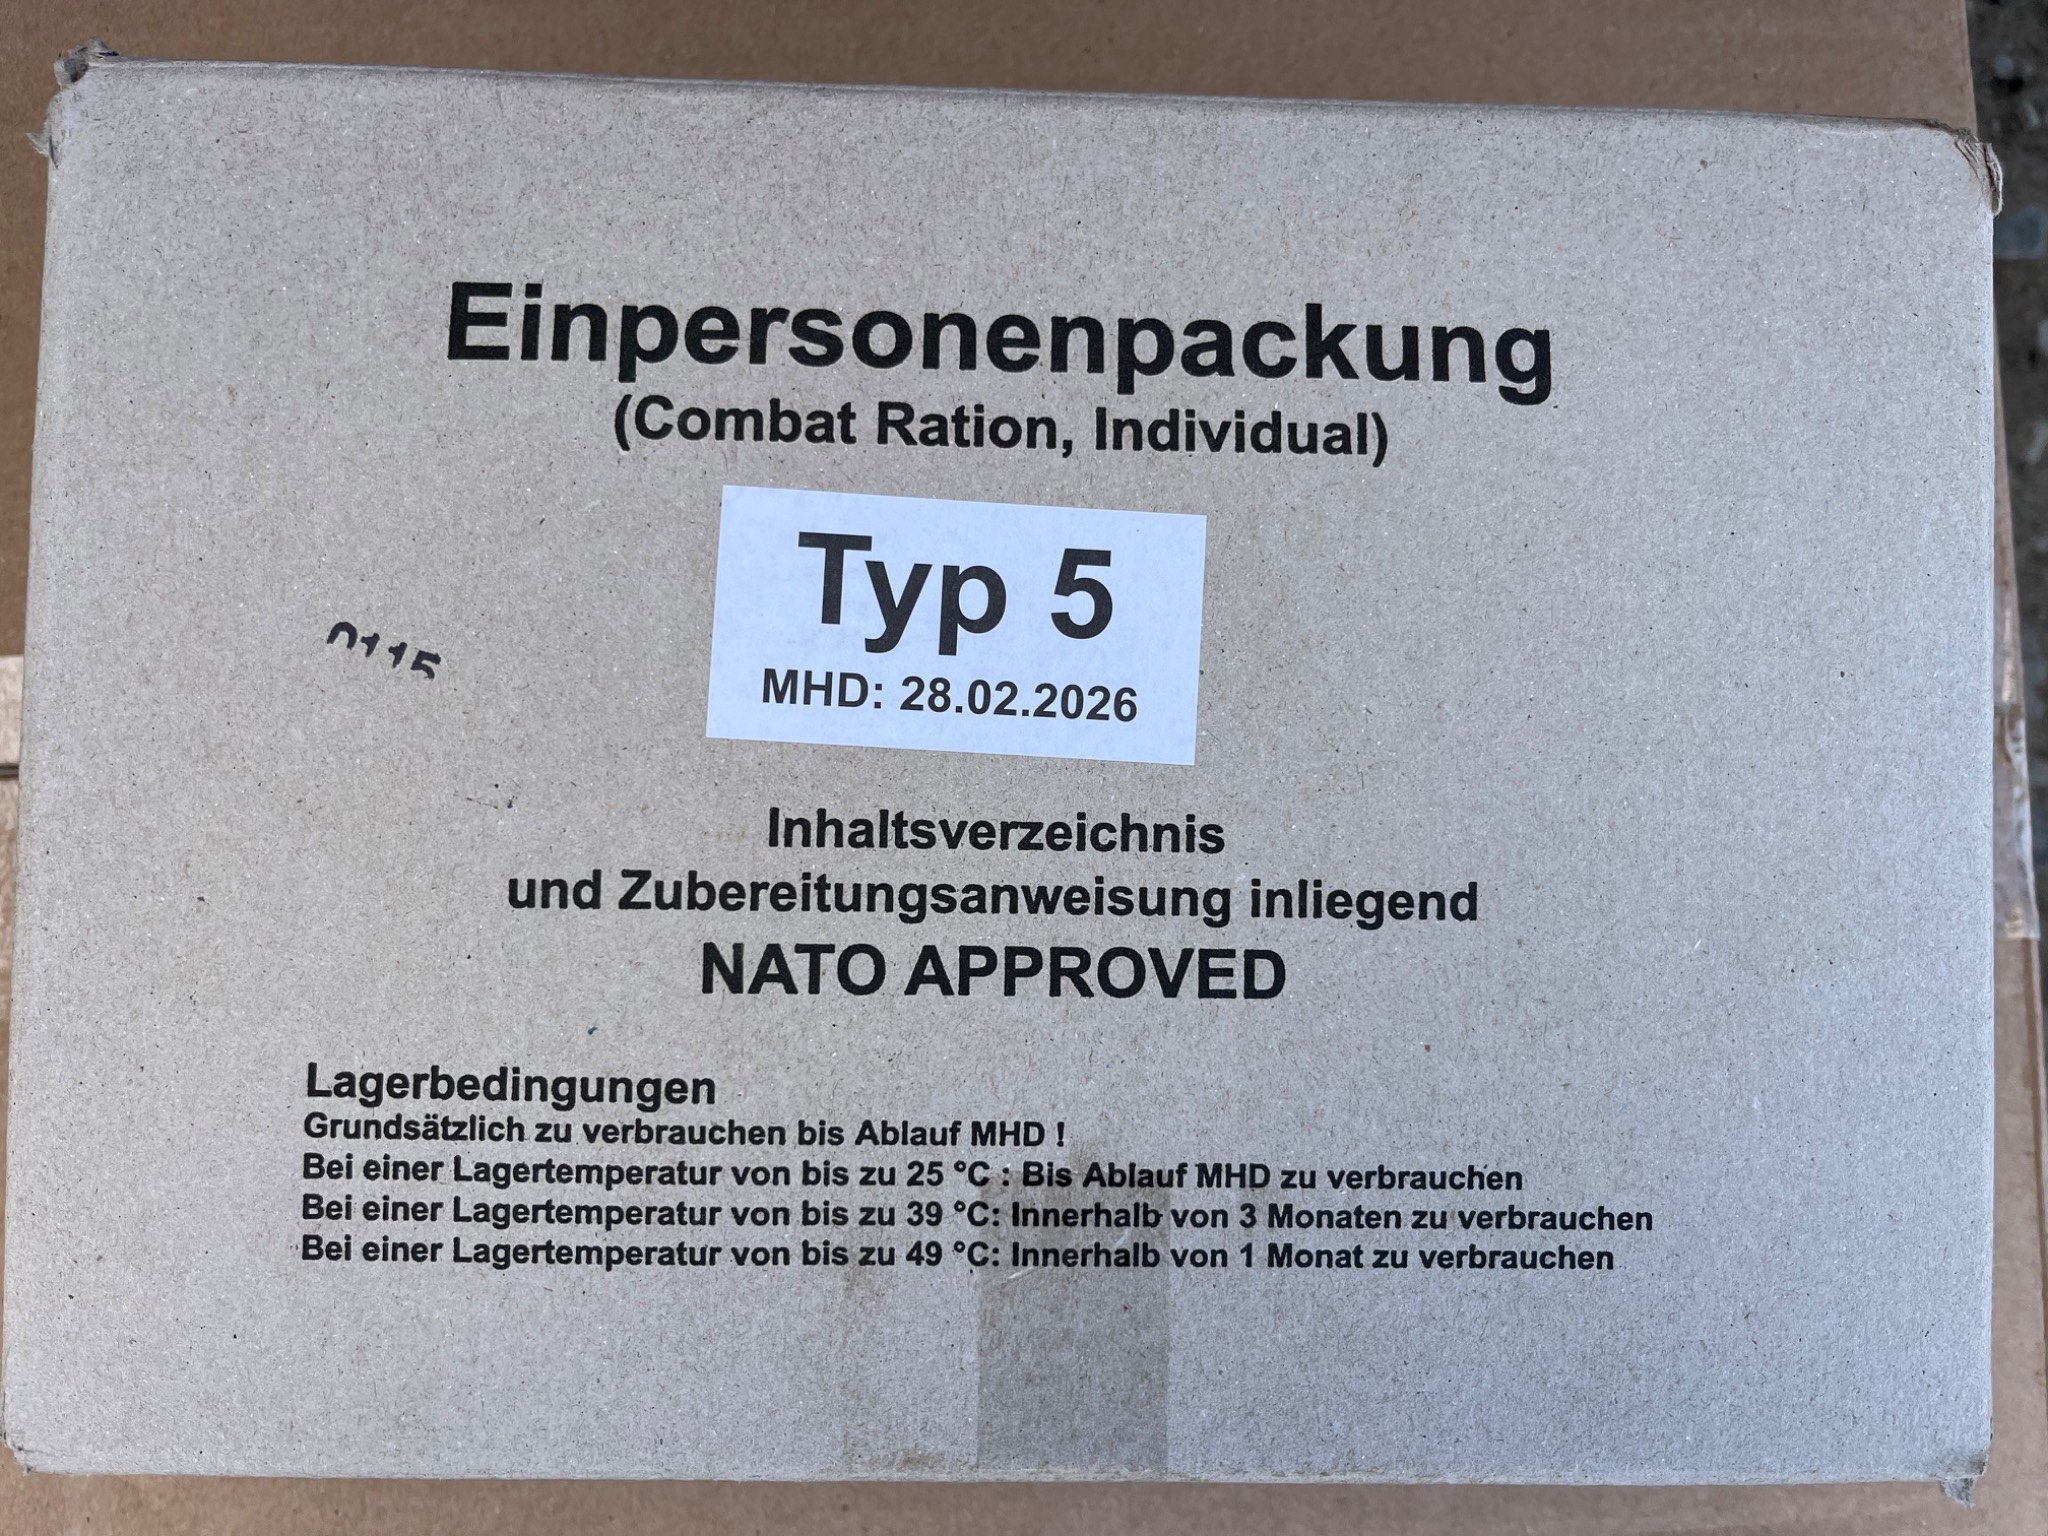 Einpersonenpackung
(Combat Ration, Individual)
Typ 5
MHD: 28.02.2026
0115
Inhaltsverzeichnis
und Zubereitungsanweisung inliegend
NATO APPROVED
Lagerbedingungen
Grundsätzlich zu verbrauchen bis Ablauf MHD !
Bei einer Lagertemperatur von bis zu 25 °C : Bis Ablauf MHD zu verbrauchen
Bei einer Lagertemperatur von bis zu 39 °C: Innerhalb von 3 Monaten zu verbrauchen
Bei einer Lagertemperatur von bis zu 49 °C: Innerhalb von 1 Monat zu verbrauchen